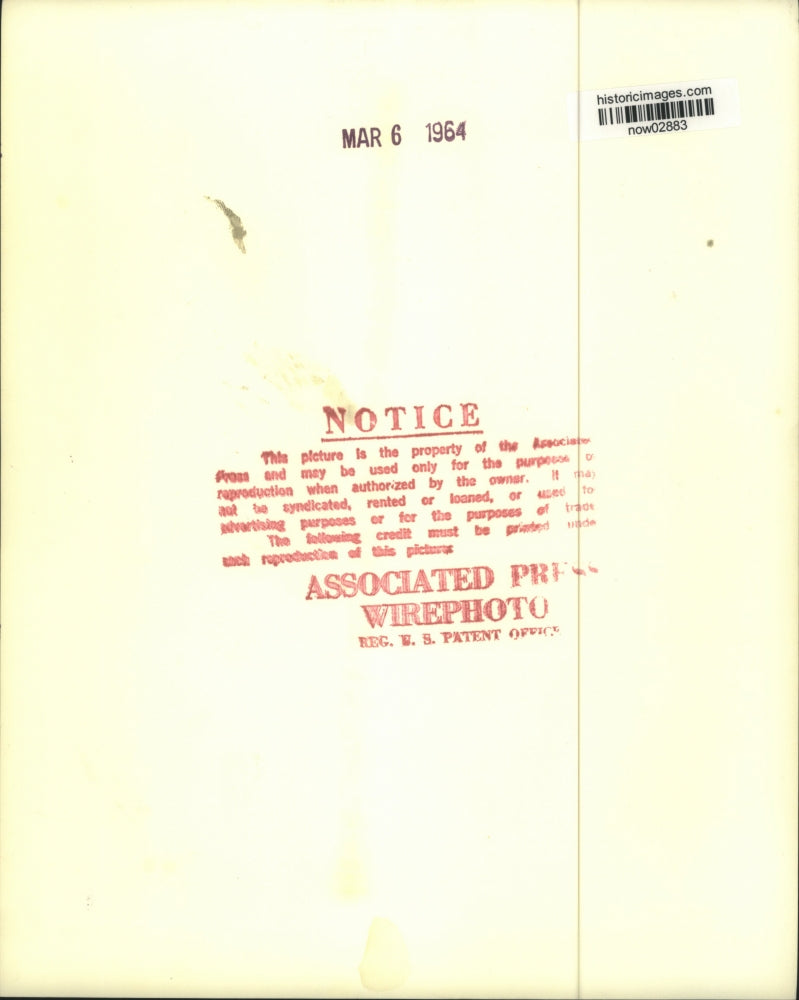 historicimages.com
now02883
MAR 6 1964
NOTICE
This picture is the property of the Associate
Press and may be used only for the purposes o
reproduction when authorized by the owner. It may
not be syndicated, rented or loaned, or used for
advertising purposes or for the purposes of trade
The following credit must be printed unde
each reproduction of this picture
ASSOCIATED PRESS
WIREPHOTO
REG. U. S. PATENT OFFICE